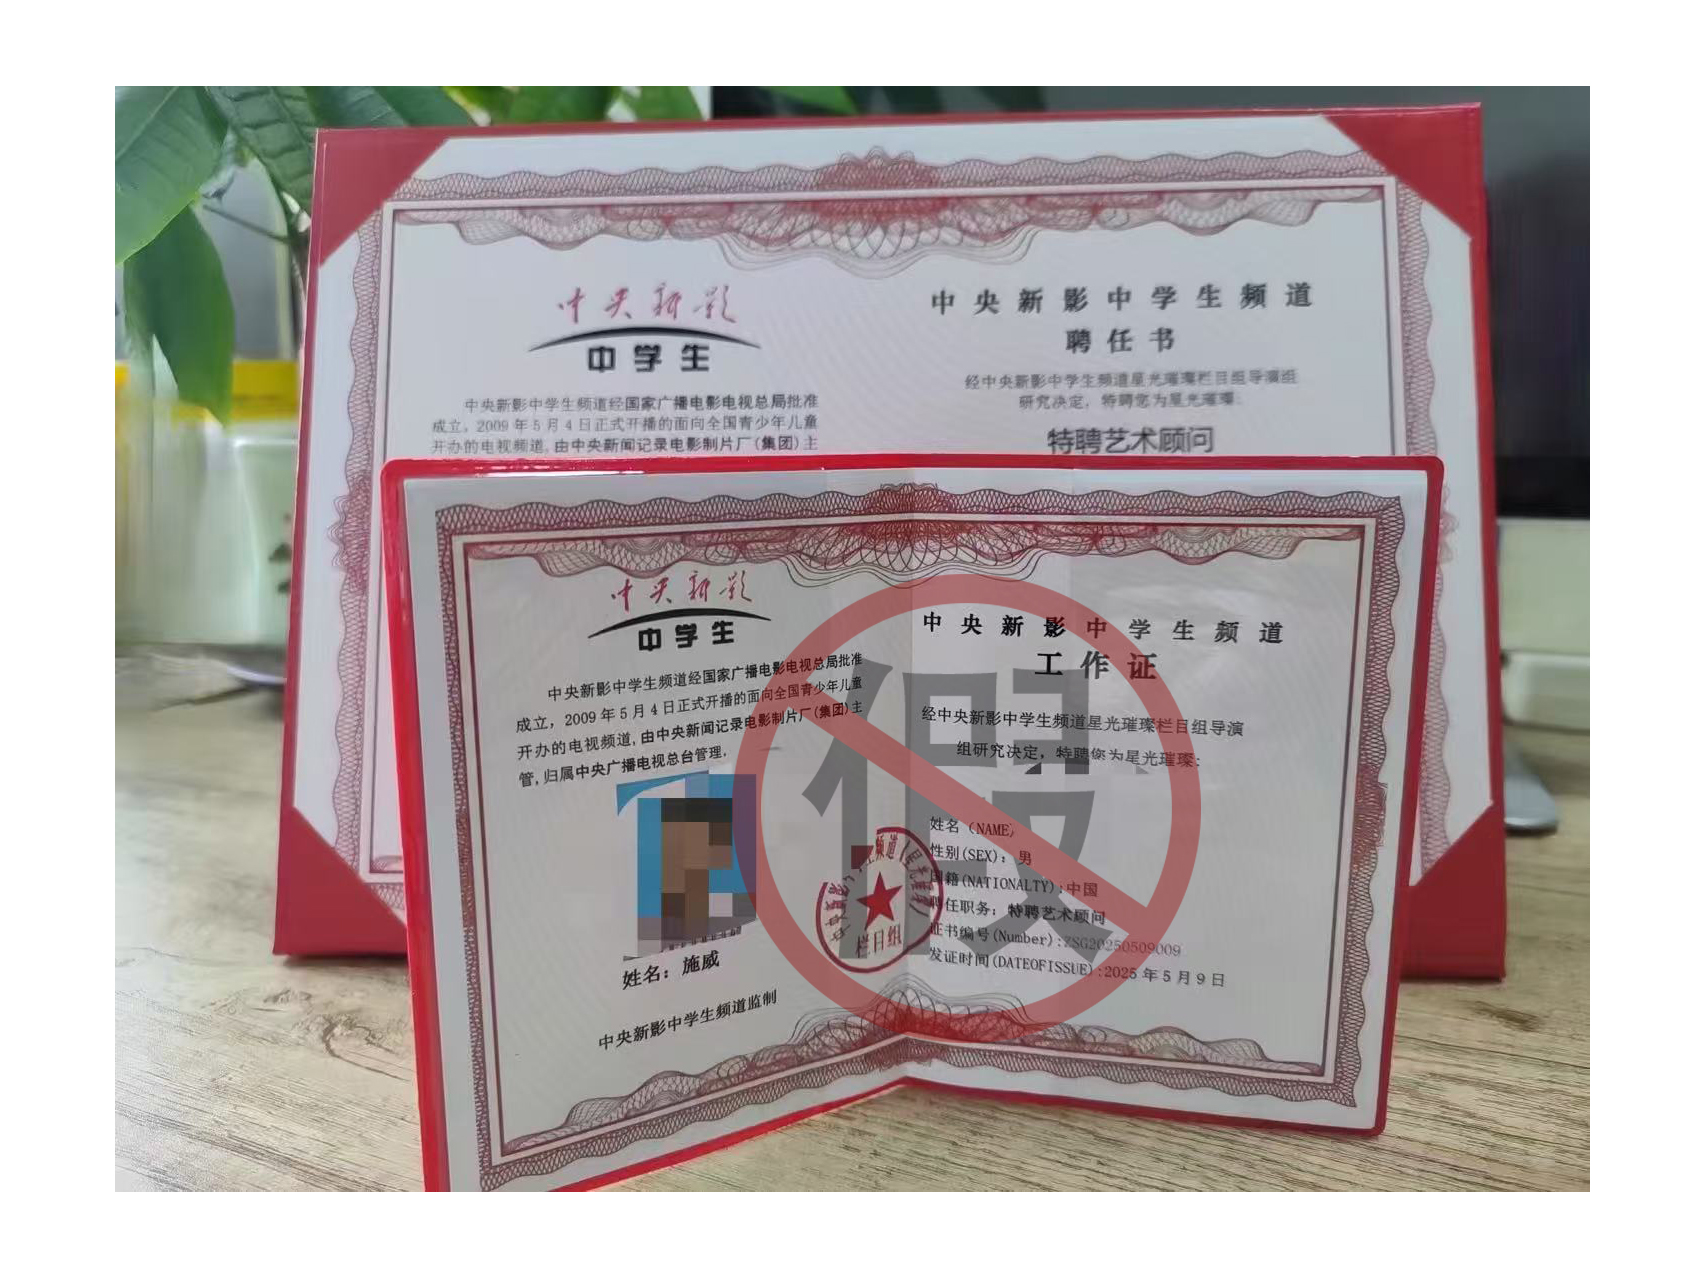 中央新影
中学生
中央新影中学生频道经国家广播电影电视总局批准
成立，2009年5月4日正式开播的面向全国青少年儿童
开办的电视频道，由中央新闻记录电影制片厂(集团)主
中央新影中学生频道
聘任书
经中央新影中学生频道星光璀璨栏目组导演组
研究决定，特聘您为星光璀璨：
特聘艺术顾问
中央新影
中学生
中央新影中学生频道经国家广播电影电视总局批准
成立，2009年5月4日正式开播的面向全国青少年儿童
开办的电视频道,由中央新闻记录电影制片厂(集团)主
管,归属中央广播电视总台管理.
姓名：施威
中央新影中学生频道监制
栏目组
中央新影中学生频道
工作证
经中央新影中学生频道星光璀璨栏目组导演
组研究决定，特聘您为星光璀璨：
姓名（NAME）
性别(SEX)：男
国籍(NATIONALTY):中国
聘任职务：特聘艺术顾问
证书编号(Number):ZSG20250509009
发证时间(DATEOFISSUE):2025年5月9日
假